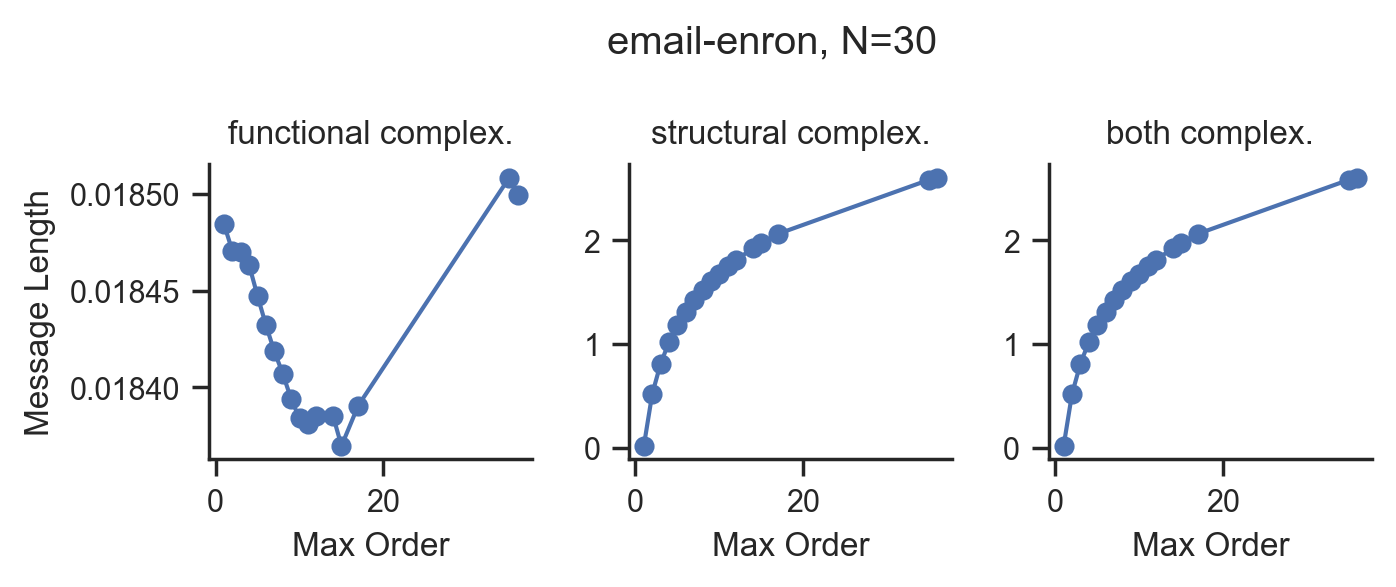 email-enron, N=30
functional complex.
structural complex.
both complex.
Message Length
0.01850
0.01845
0.01840
0
20
Max Order
2
1
0
0
20
Max Order
2
1
0
0
20
Max Order